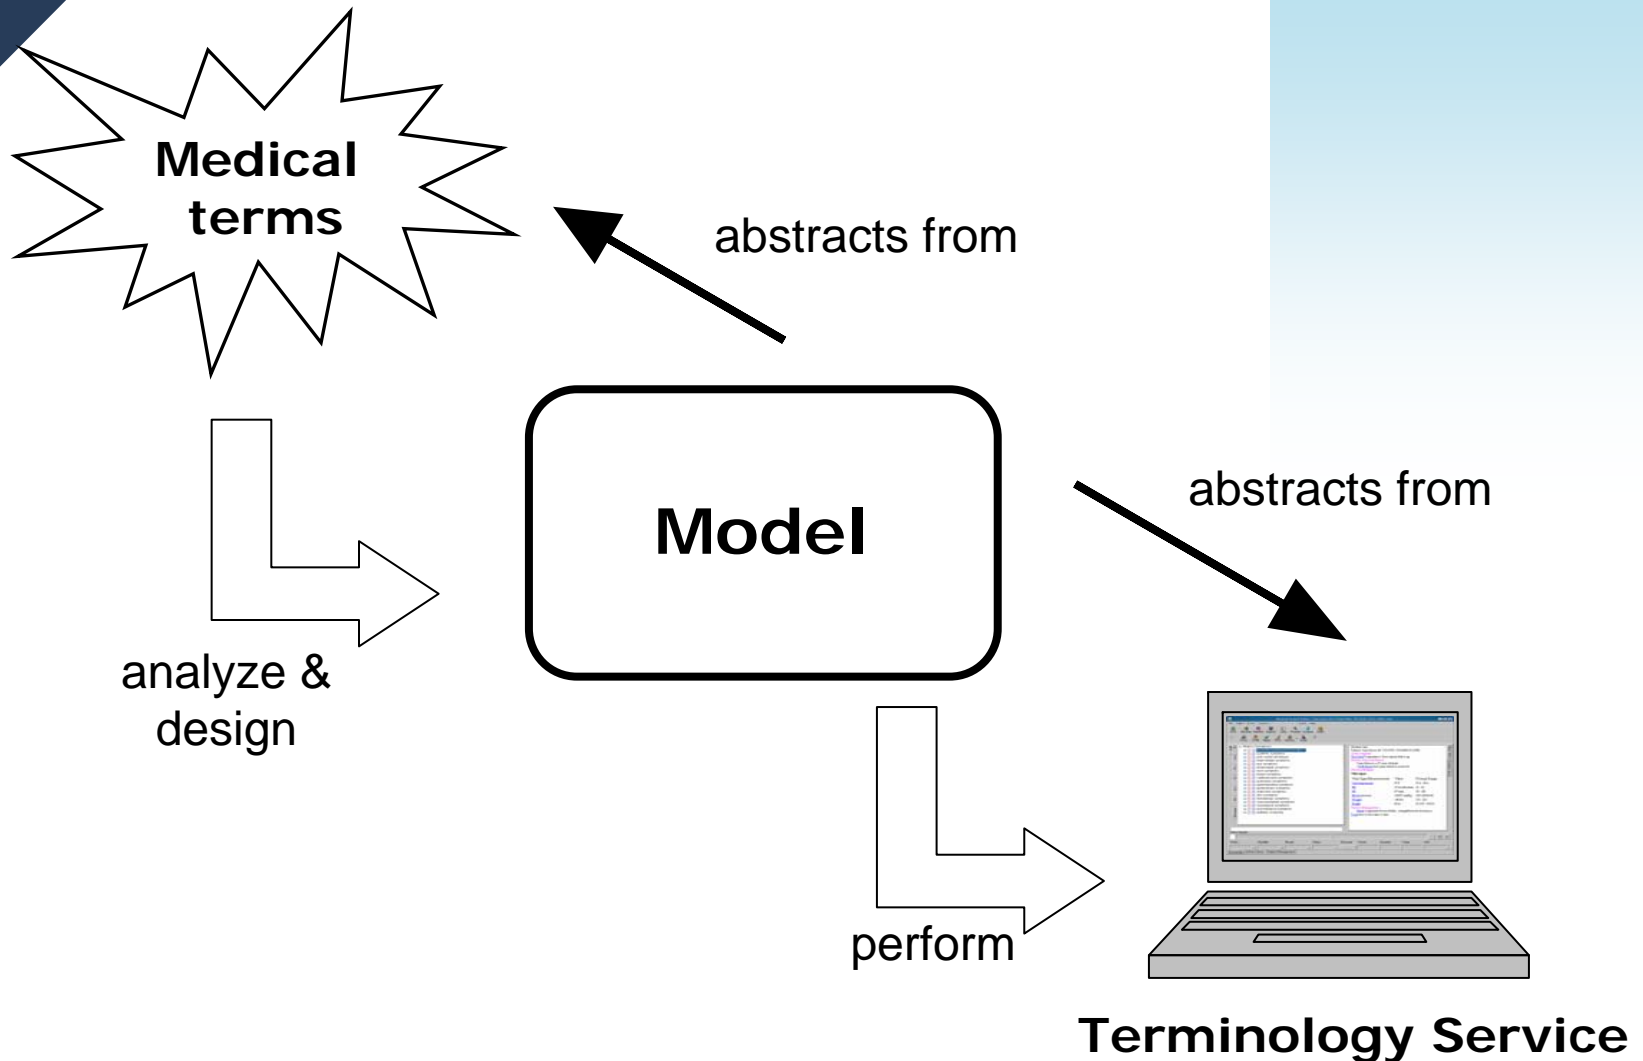 Medical
terms
abstracts from
abstracts from
Model
analyze &
design
perform
Terminology Service